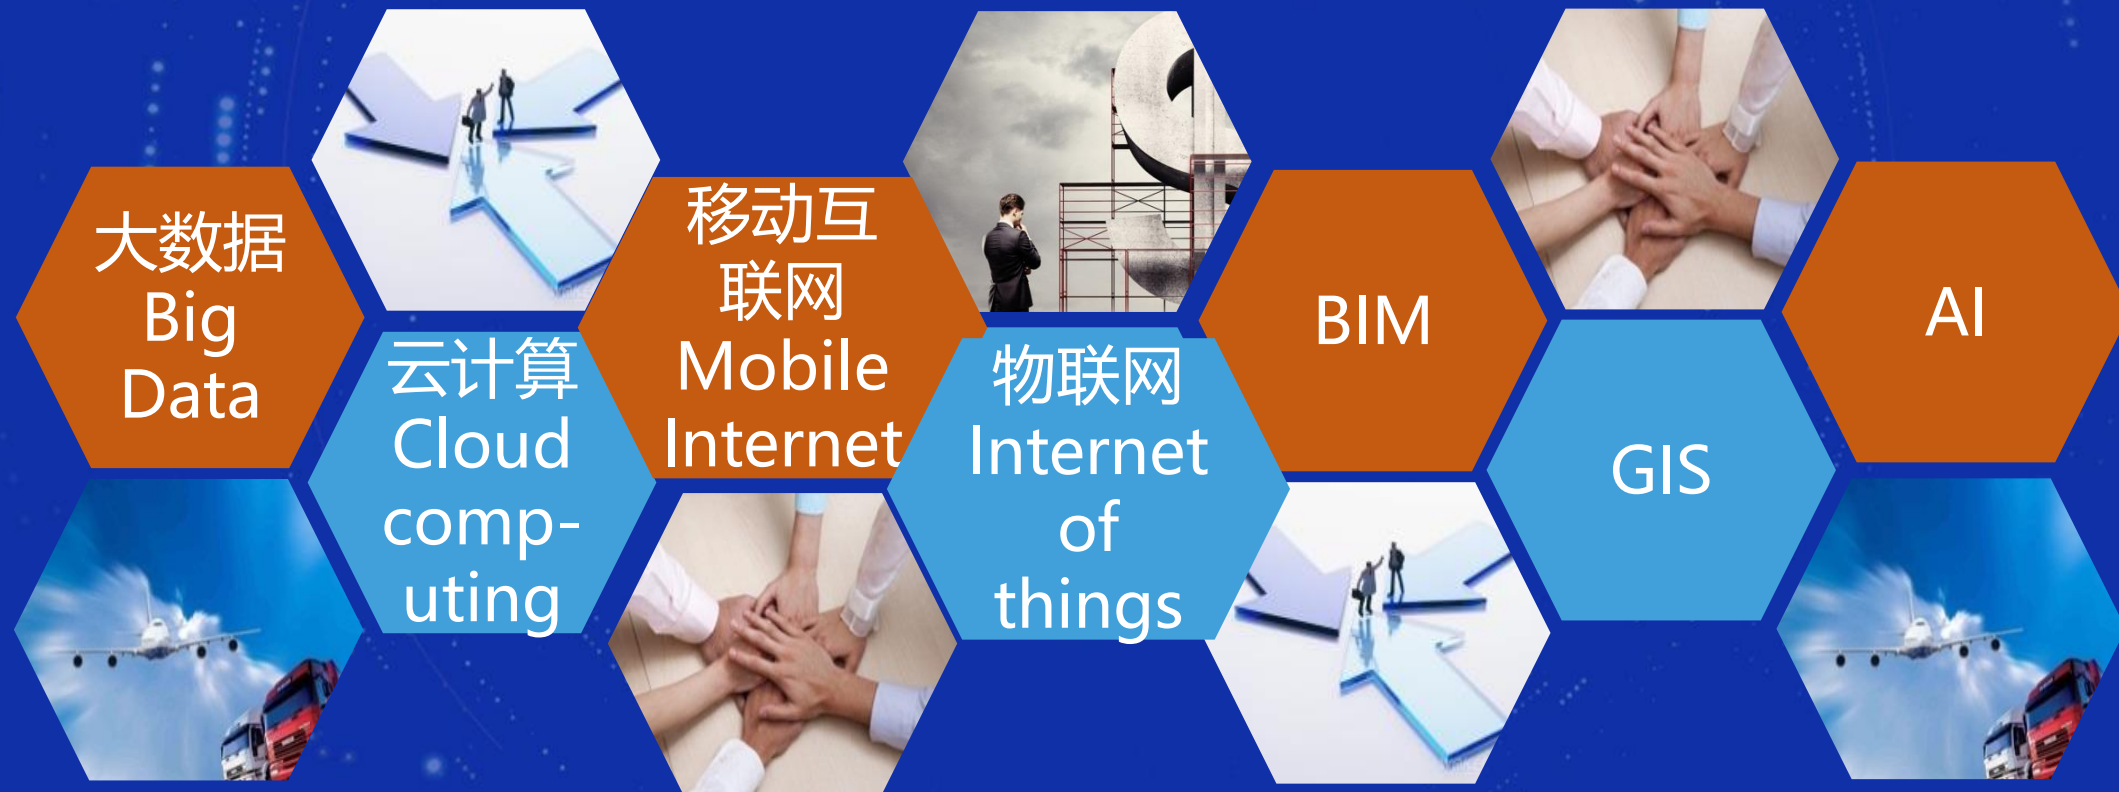 大数据
Big
Data
云计算
Cloud
comp-
uting
移动互
联网
Mobile
Internet
物联网
Internet
of
things
BIM
GIS
AI